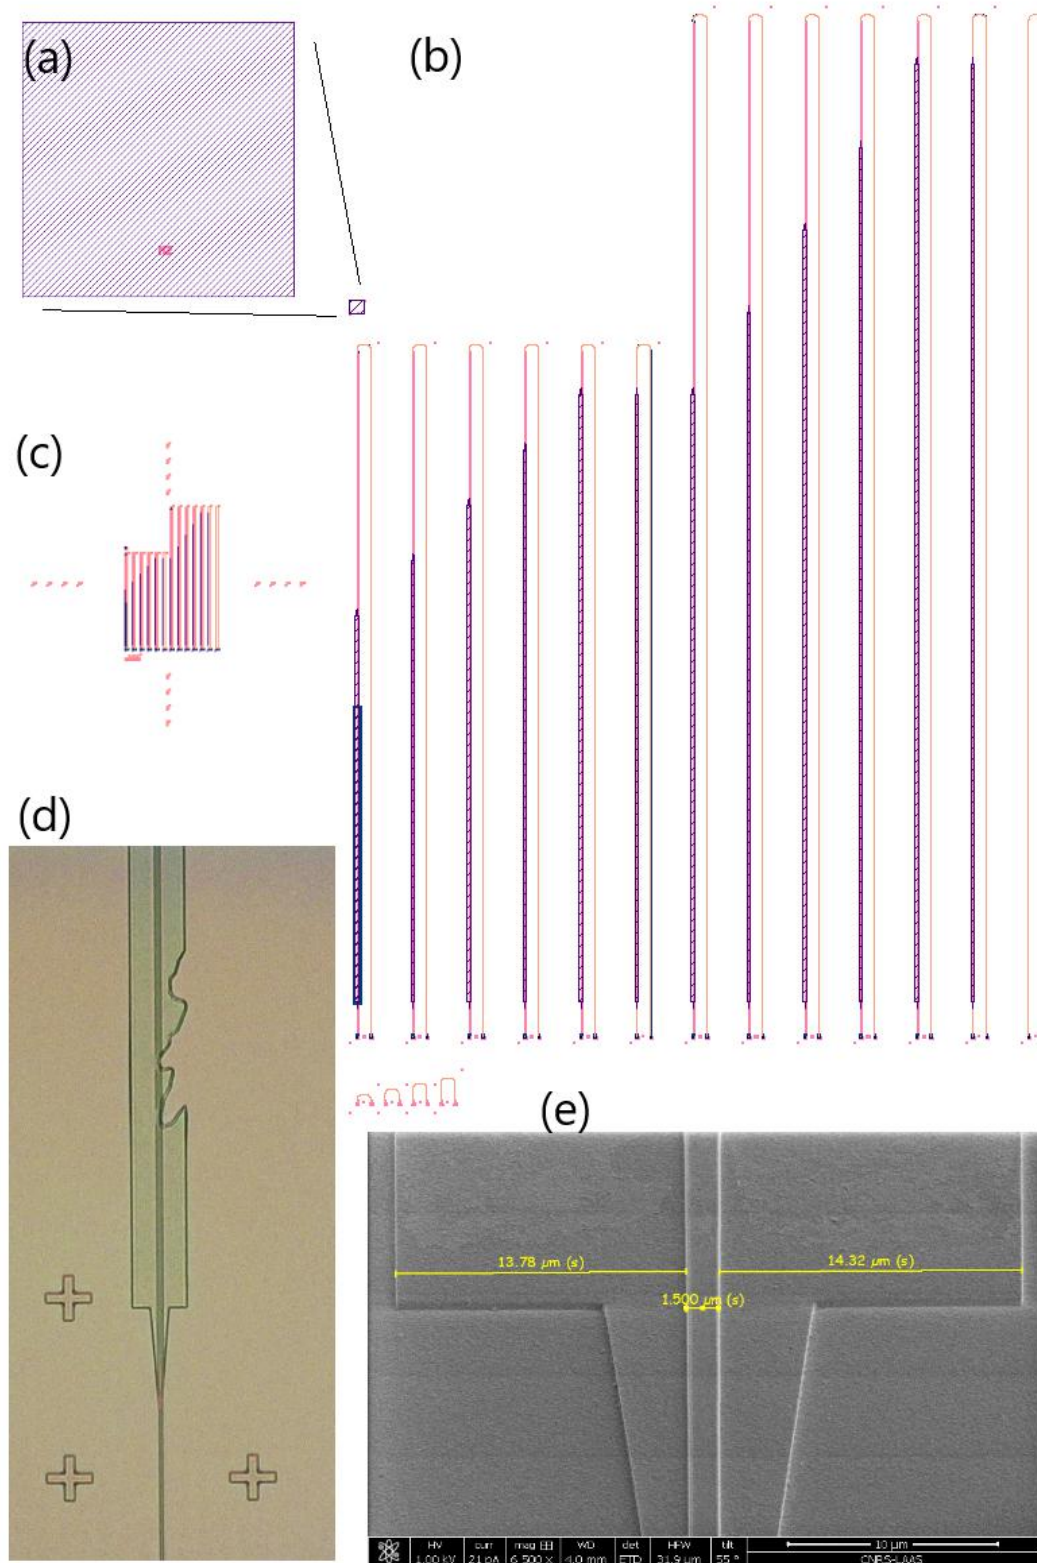 (a)
(b)
(c)
(d)
(e)
13.78 µm (s)
14.32 µm (s)
1.500 µm (s)
HV
curr
mag
WD
det
HFW
tilt
10 µm
1.00 kV
21 pA
6 500 x
4.0 mm
ETD
31.9 µm
55 °
CNRS-LAAS